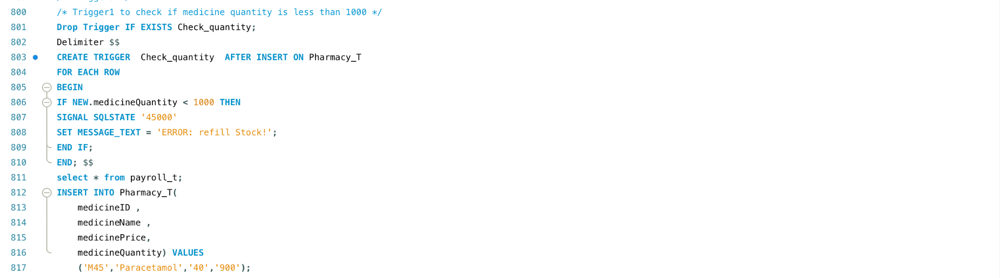 800 /* Trigger1 to check if medicine quantity is less than 1000 */
801 Drop Trigger IF EXISTS Check_quantity;
802 Delimiter $$
803 CREATE TRIGGER  Check_quantity  AFTER INSERT ON Pharmacy_T
804 FOR EACH ROW
805 BEGIN
806 IF NEW.medicineQuantity < 1000 THEN
807 SIGNAL SQLSTATE '45000'
808 SET MESSAGE_TEXT = 'ERROR: refill Stock!';
809 END IF;
810 END; $$
811 select * from payroll_t;
812 INSERT INTO Pharmacy_T(
813     medicineID ,
814     medicineName ,
815     medicinePrice,
816     medicineQuantity) VALUES
817     ('M45','Paracetamol','40','900');